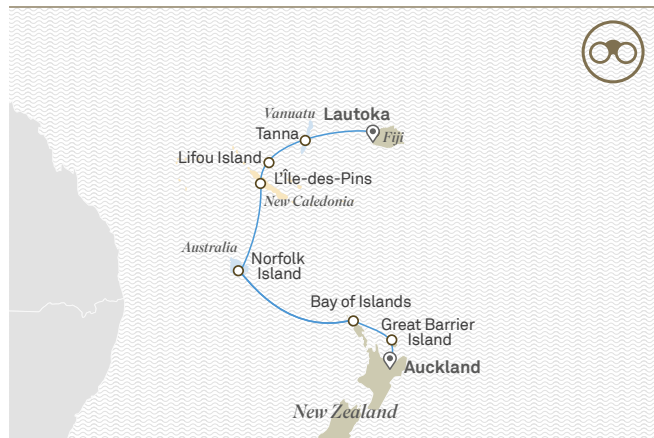 Vanuatu
Lautoka
Tanna
Fiji
Lifou Island
L'Île-des-Pins
New Caledonia
Australia
Norfolk
Island
Bay of Islands
Great Barrier
Island
Auckland
New Zealand